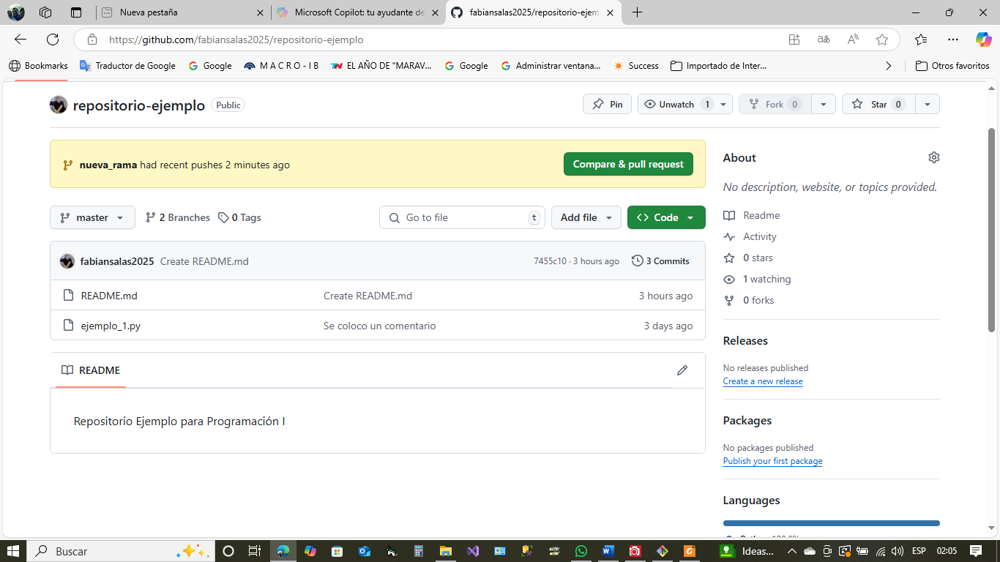 Nueva pestaña
Microsoft Copilot: tu ayudante de
fabiansalas2025/repositorio-ejem
https://github.com/fabiansalas2025/repositorio-ejemplo
Bookmarks
Traductor de Google
Google
M A C R O - I B
EL AÑO DE "MARAV...
Google
Administrar ventana...
Success
Importado de Inter...
Otros favoritos
repositorio-ejemplo Public
Pin
Unwatch 1
Fork 0
Star 0
nueva_rama had recent pushes 2 minutes ago
Compare & pull request
master
2 Branches
0 Tags
Go to file
t
Add file
Code
fabiansalas2025 Create README.md
7455c10 · 3 hours ago
3 Commits
README.md Create README.md 3 hours ago
ejemplo_1.py Se coloco un comentario 3 days ago
README
Repositorio Ejemplo para Programación I
About
No description, website, or topics provided.
Readme
Activity
0 stars
1 watching
0 forks
Releases
No releases published
Create a new release
Packages
No packages published
Publish your first package
Languages
Buscar
Ideas...
ESP
02:05